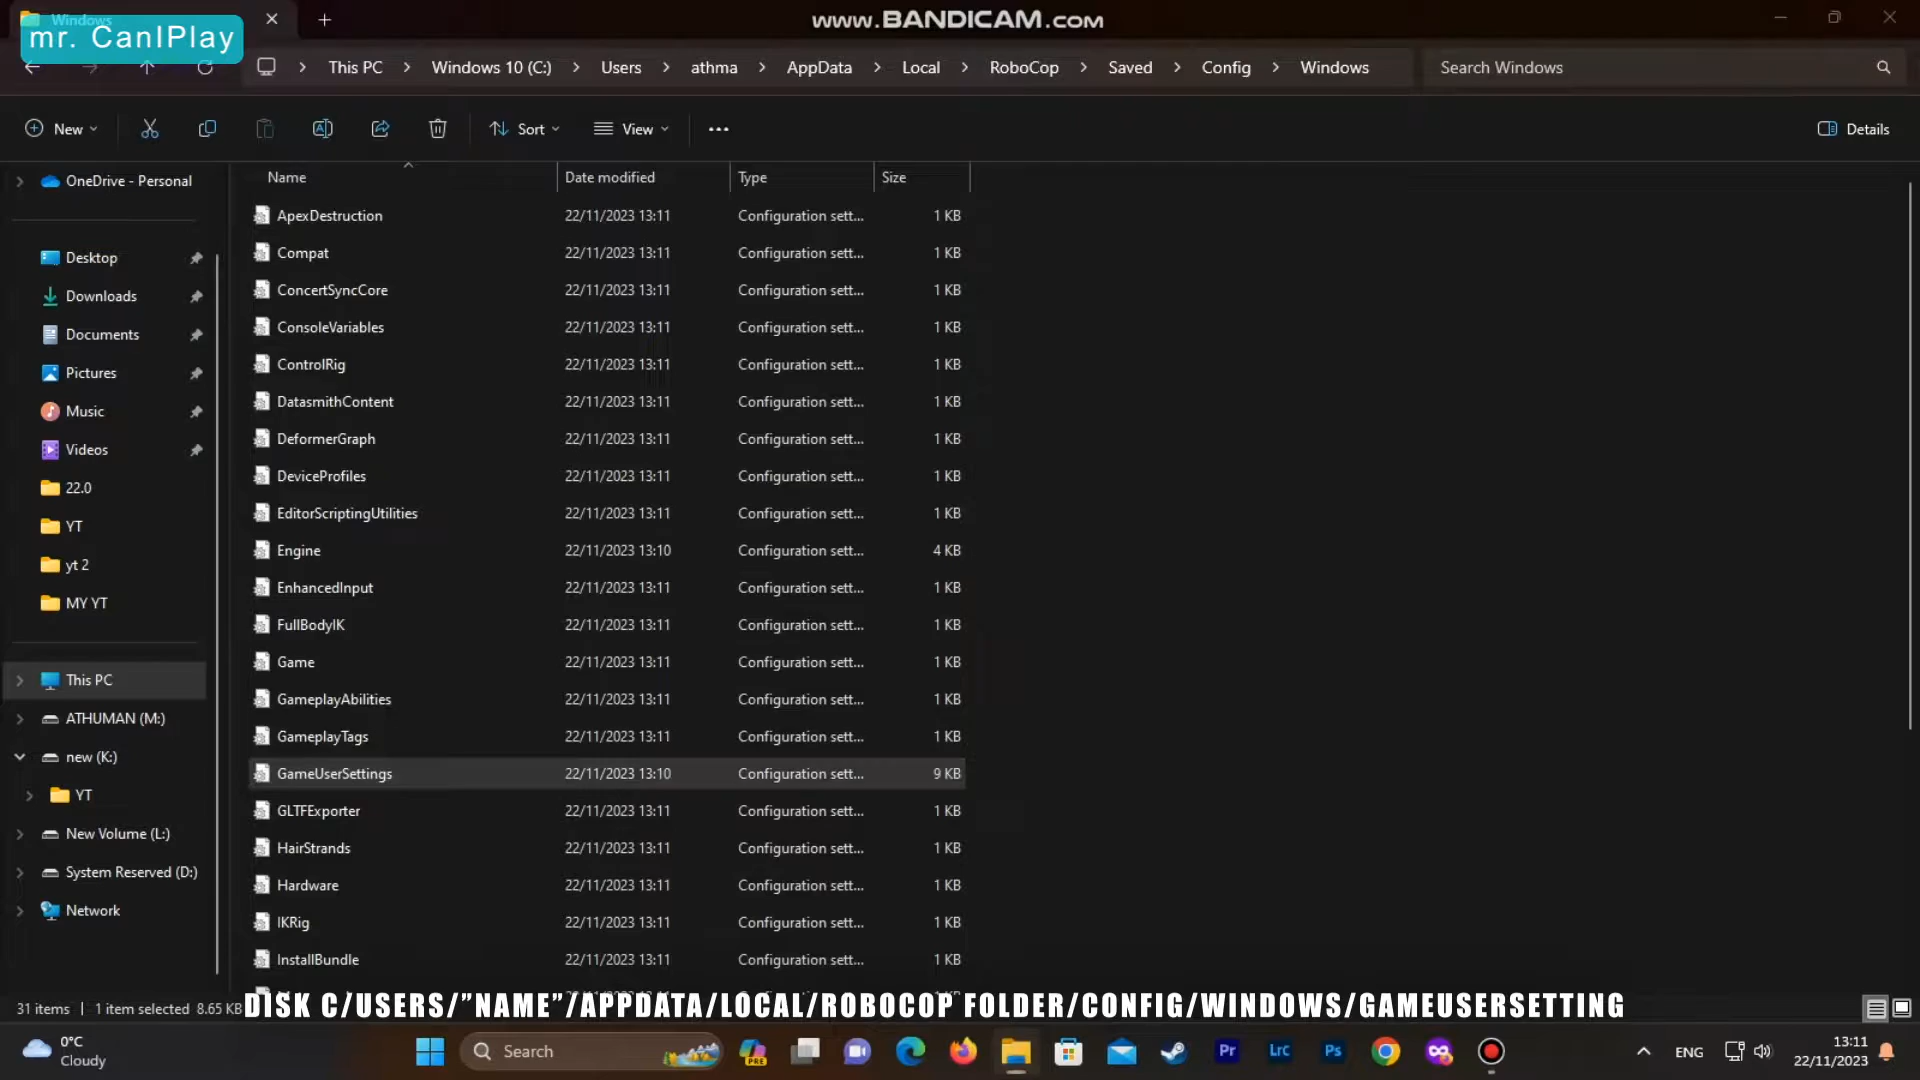 Windows
mr. CanIPlay
www.BANDICAM.com
This PC > Windows 10 (C:) > Users > athma > AppData > Local > RoboCop > Saved > Config > Windows
Search Windows
New
Sort
View
Details
Name Date modified Type Size
OneDrive - Personal
Desktop
Downloads
Documents
Pictures
Music
Videos
22.0
YT
yt 2
MY YT
This PC
ATHUMAN (M:)
new (K:)
YT
New Volume (L:)
System Reserved (D:)
Network
ApexDestruction 22/11/2023 13:11 Configuration sett... 1 KB
Compat 22/11/2023 13:11 Configuration sett... 1 KB
ConcertSyncCore 22/11/2023 13:11 Configuration sett... 1 KB
ConsoleVariables 22/11/2023 13:11 Configuration sett... 1 KB
ControlRig 22/11/2023 13:11 Configuration sett... 1 KB
DatasmithContent 22/11/2023 13:11 Configuration sett... 1 KB
DeformerGraph 22/11/2023 13:11 Configuration sett... 1 KB
DeviceProfiles 22/11/2023 13:11 Configuration sett... 1 KB
EditorScriptingUtilities 22/11/2023 13:11 Configuration sett... 1 KB
Engine 22/11/2023 13:10 Configuration sett... 4 KB
EnhancedInput 22/11/2023 13:11 Configuration sett... 1 KB
FullBodyIK 22/11/2023 13:11 Configuration sett... 1 KB
Game 22/11/2023 13:11 Configuration sett... 1 KB
GameplayAbilities 22/11/2023 13:11 Configuration sett... 1 KB
GameplayTags 22/11/2023 13:11 Configuration sett... 1 KB
GameUserSettings 22/11/2023 13:10 Configuration sett... 9 KB
GLTFExporter 22/11/2023 13:11 Configuration sett... 1 KB
HairStrands 22/11/2023 13:11 Configuration sett... 1 KB
Hardware 22/11/2023 13:11 Configuration sett... 1 KB
IKRig 22/11/2023 13:11 Configuration sett... 1 KB
InstallBundle 22/11/2023 13:11 Configuration sett... 1 KB
31 items 1 item selected 8.65 KB
DISK C/USERS/”NAME”/APPDATA/LOCAL/ROBOCOP FOLDER/CONFIG/WINDOWS/GAMEUSERSETTING
0°C
Cloudy
Search
PRE
Pr
Lrc
Ps
ENG
13:11
22/11/2023